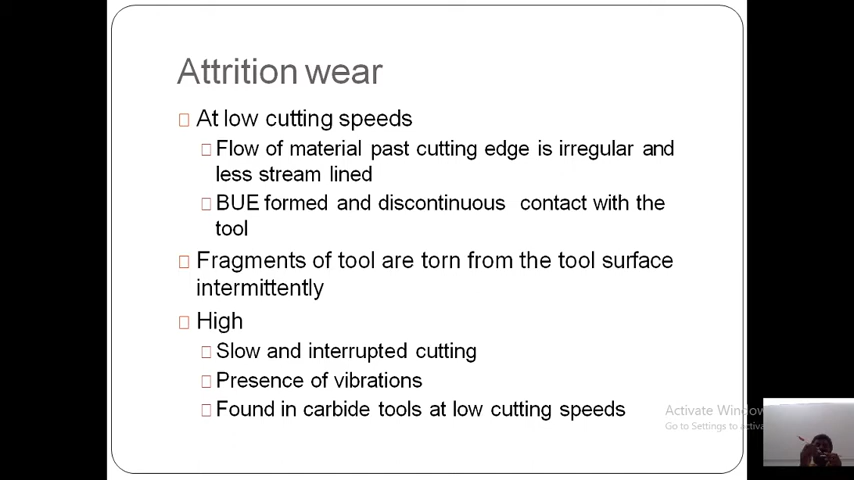 Attrition wear
At low cutting speeds
Flow of material past cutting edge is irregular and
less stream lined
BUE formed and discontinuous contact with the
tool
Fragments of tool are torn from the tool surface
intermittently
High
Slow and interrupted cutting
Presence of vibrations
Found in carbide tools at low cutting speeds
Activate Window
Go to Settings to activa